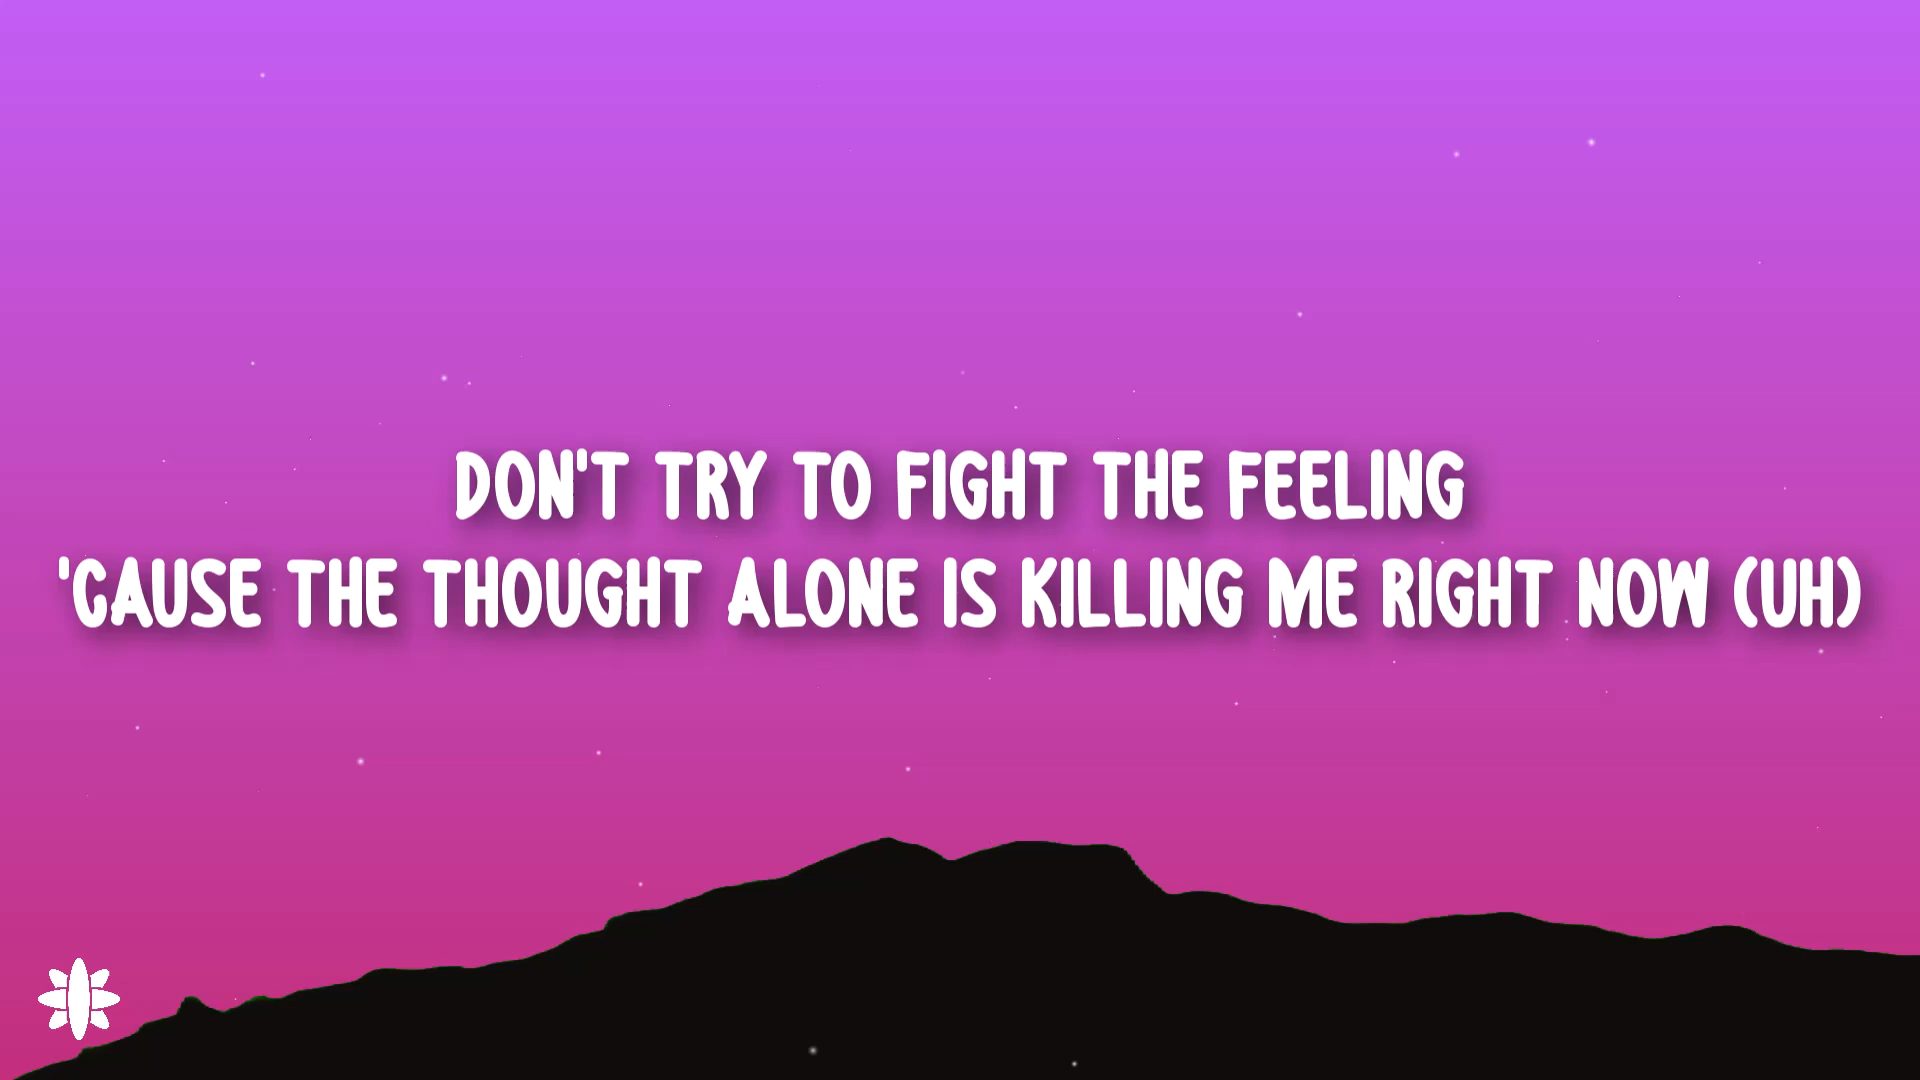 DON'T TRY TO FIGHT THE FEELING
'CAUSE THE THOUGHT ALONE IS KILLING ME RIGHT NOW (UH)